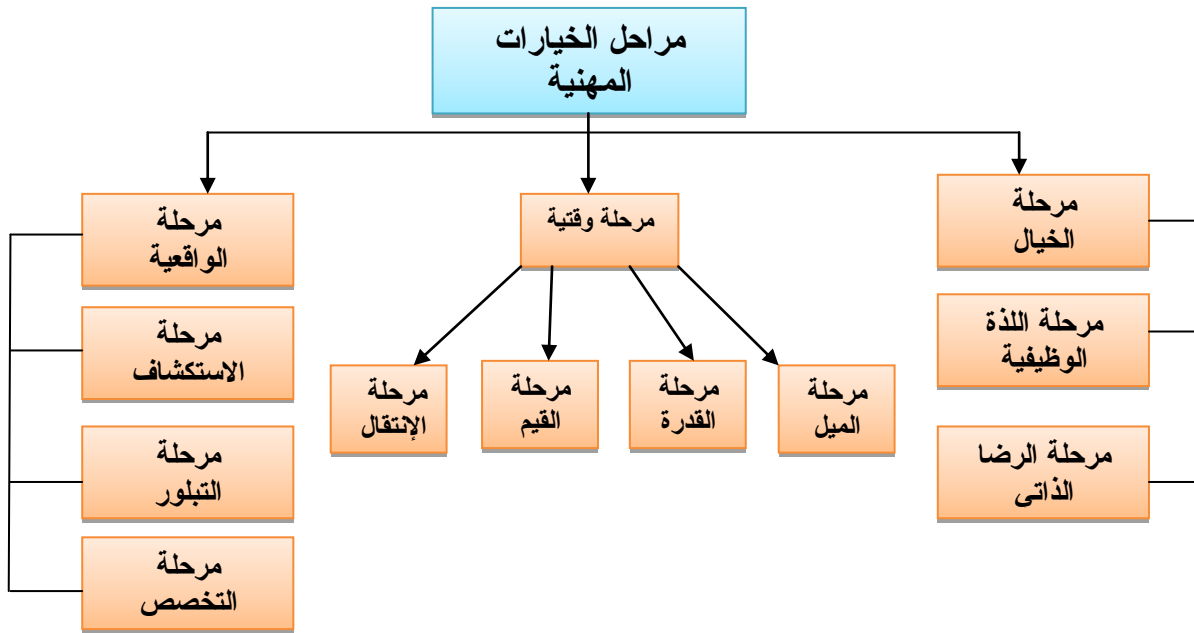 مراحل الخيارات
المهنية
مرحلة
الخيال
مرحلة اللذة
الوظيفية
مرحلة الرضا
الذاتى
مرحلة وقتية
مرحلة
الميل
مرحلة
القدرة
مرحلة
القيم
مرحلة
الإنتقال
مرحلة
الواقعية
مرحلة
الاستكشاف
مرحلة
التبلور
مرحلة
التخصص